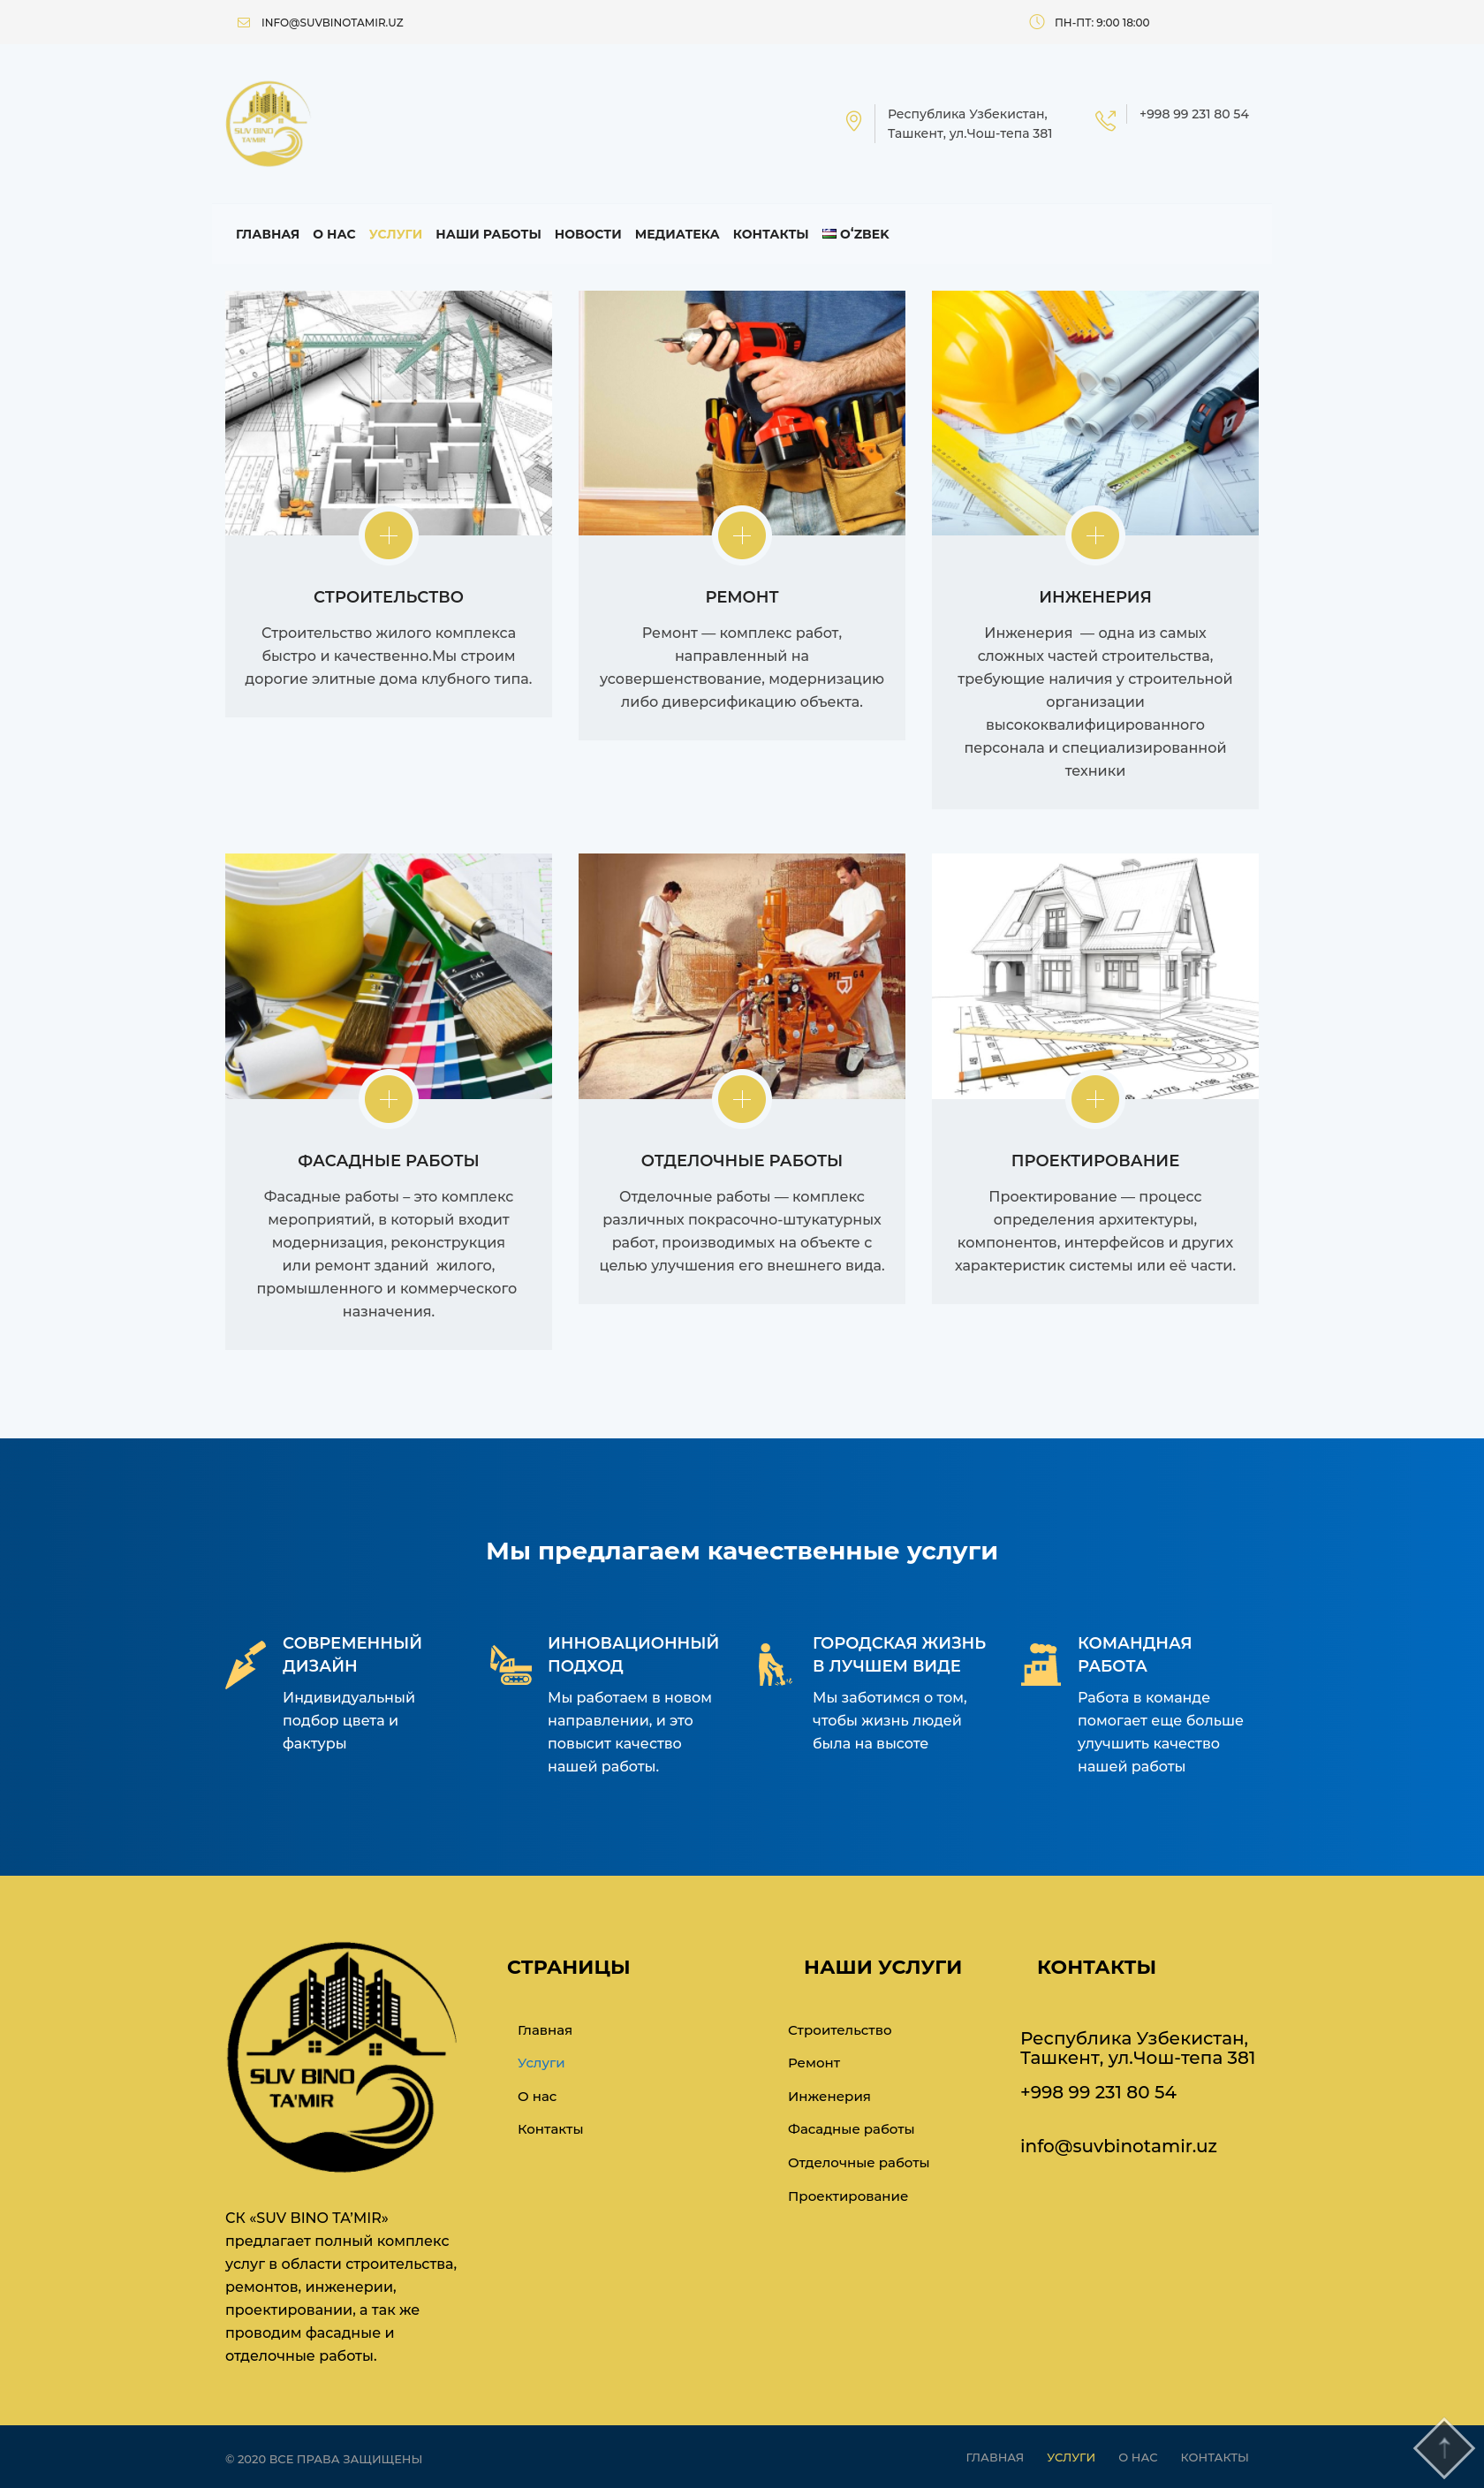 INFO@SUVBINOTAMIR.UZ
ПН-ПТ: 9:00 18:00
SUV BINO
TA'MIR
Республика Узбекистан,
Ташкент, ул.Чош-тепа 381
+998 99 231 80 54
ГЛАВНАЯ О НАС УСЛУГИ НАШИ РАБОТЫ НОВОСТИ МЕДИАТЕКА КОНТАКТЫ OʻZBEK
СТРОИТЕЛЬСТВО
Строительство жилого комплекса
быстро и качественно.Мы строим
дорогие элитные дома клубного типа.
РЕМОНТ
Ремонт — комплекс работ,
направленный на
усовершенствование, модернизацию
либо диверсификацию объекта.
ИНЖЕНЕРИЯ
Инженерия  — одна из самых
сложных частей строительства,
требующие наличия у строительной
организации
высококвалифицированного
персонала и специализированной
техники
PFT G 4
ФАСАДНЫЕ РАБОТЫ
Фасадные работы – это комплекс
мероприятий, в который входит
модернизация, реконструкция
или ремонт зданий  жилого,
промышленного и коммерческого
назначения.
ОТДЕЛОЧНЫЕ РАБОТЫ
Отделочные работы — комплекс
различных покрасочно-штукатурных
работ, производимых на объекте с
целью улучшения его внешнего вида.
ПРОЕКТИРОВАНИЕ
Проектирование — процесс
определения архитектуры,
компонентов, интерфейсов и других
характеристик системы или её части.
Мы предлагаем качественные услуги
СОВРЕМЕННЫЙ
ДИЗАЙН
Индивидуальный
подбор цвета и
фактуры
ИННОВАЦИОННЫЙ
ПОДХОД
Мы работаем в новом
направлении, и это
повысит качество
нашей работы.
ГОРОДСКАЯ ЖИЗНЬ
В ЛУЧШЕМ ВИДЕ
Мы заботимся о том,
чтобы жизнь людей
была на высоте
КОМАНДНАЯ
РАБОТА
Работа в команде
помогает еще больше
улучшить качество
нашей работы
SUV BINO
TA'MIR
СК «SUV BINO TA’MIR»
предлагает полный комплекс
услуг в области строительства,
ремонтов, инженерии,
проектировании, а так же
проводим фасадные и
отделочные работы.
СТРАНИЦЫ
Главная
Услуги
О нас
Контакты
НАШИ УСЛУГИ
Строительство
Ремонт
Инженерия
Фасадные работы
Отделочные работы
Проектирование
КОНТАКТЫ
Республика Узбекистан,
Ташкент, ул.Чош-тепа 381
+998 99 231 80 54
info@suvbinotamir.uz
© 2020 ВСЕ ПРАВА ЗАЩИЩЕНЫ
ГЛАВНАЯ УСЛУГИ О НАС КОНТАКТЫ